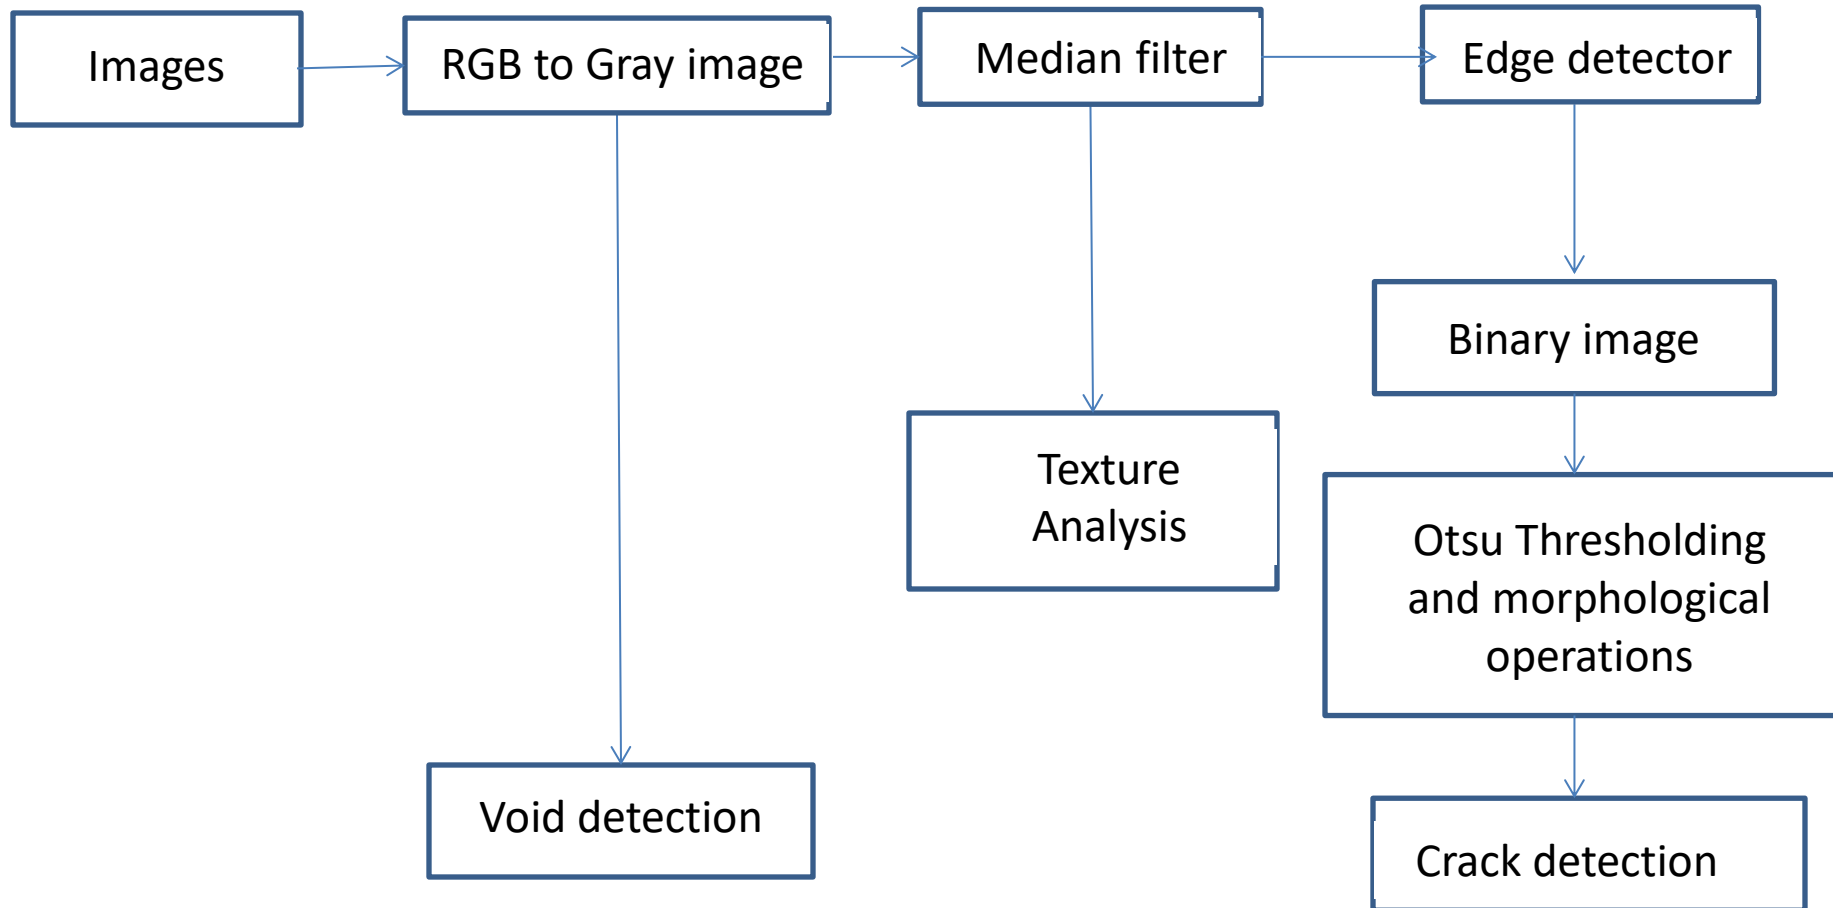 Images
RGB to Gray image
Median filter
Edge detector
Binary image
Texture
Analysis
Otsu Thresholding
and morphological
operations
Void detection
Crack detection